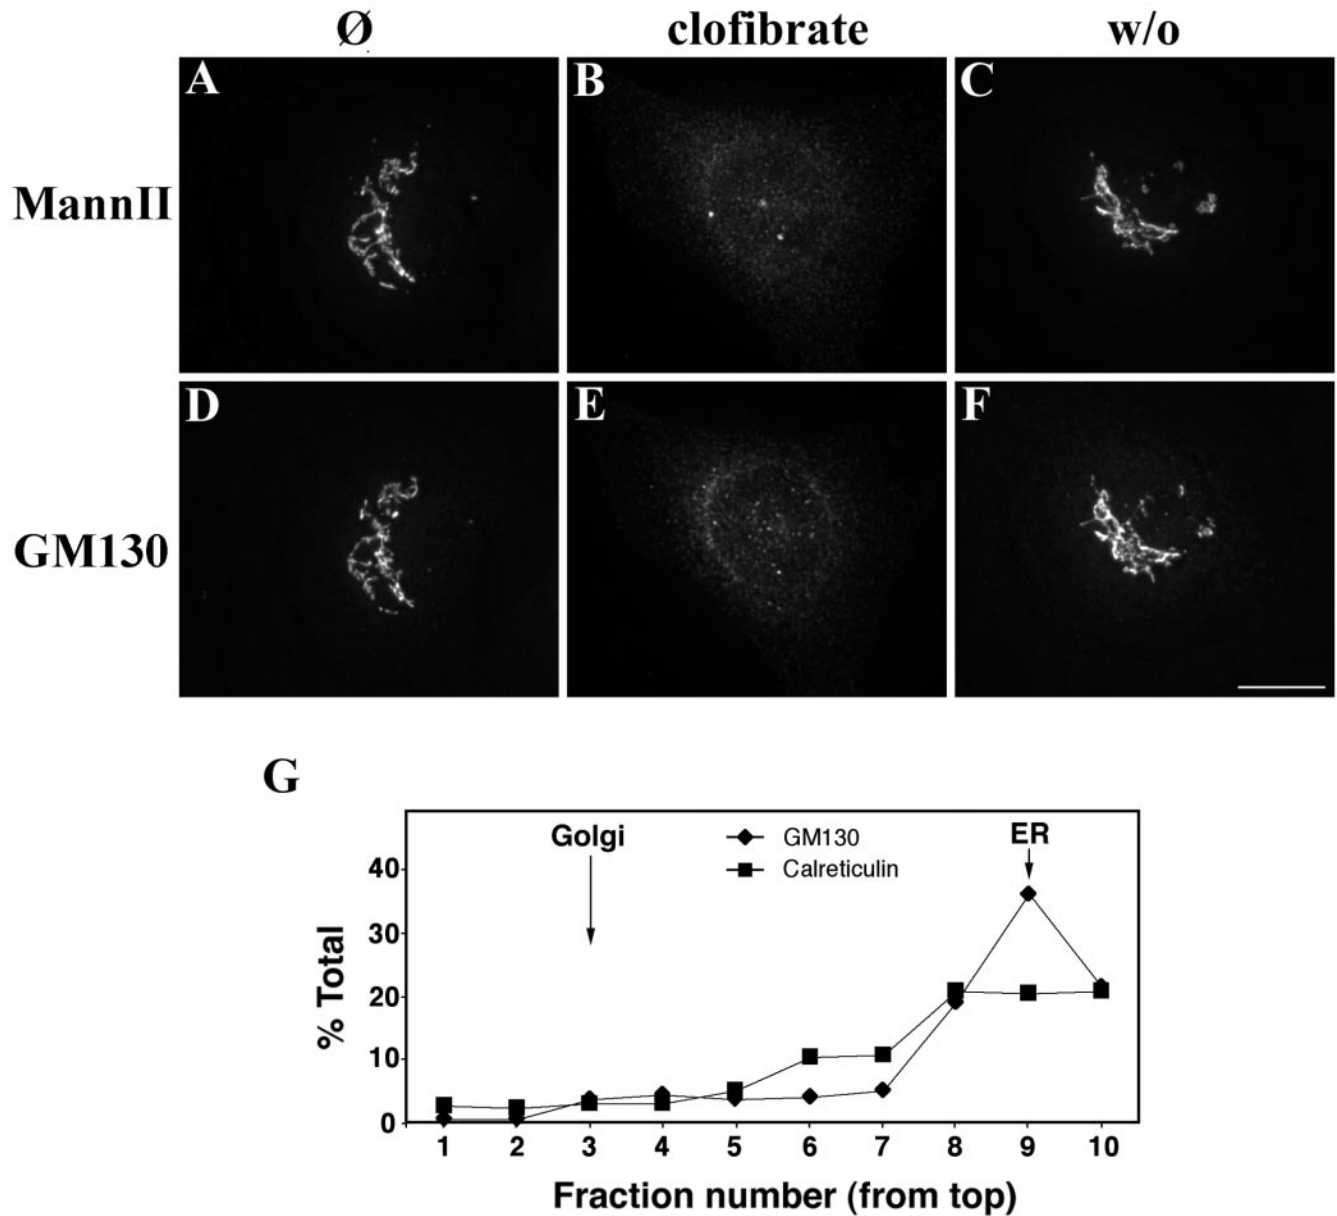 Ø clofibrate w/o
A B C
MannII
D E F
GM130
G
Golgi GM130 ER
Calreticulin
40
30
20
10
0
% Total
1 2 3 4 5 6 7 8 9 10
Fraction number (from top)